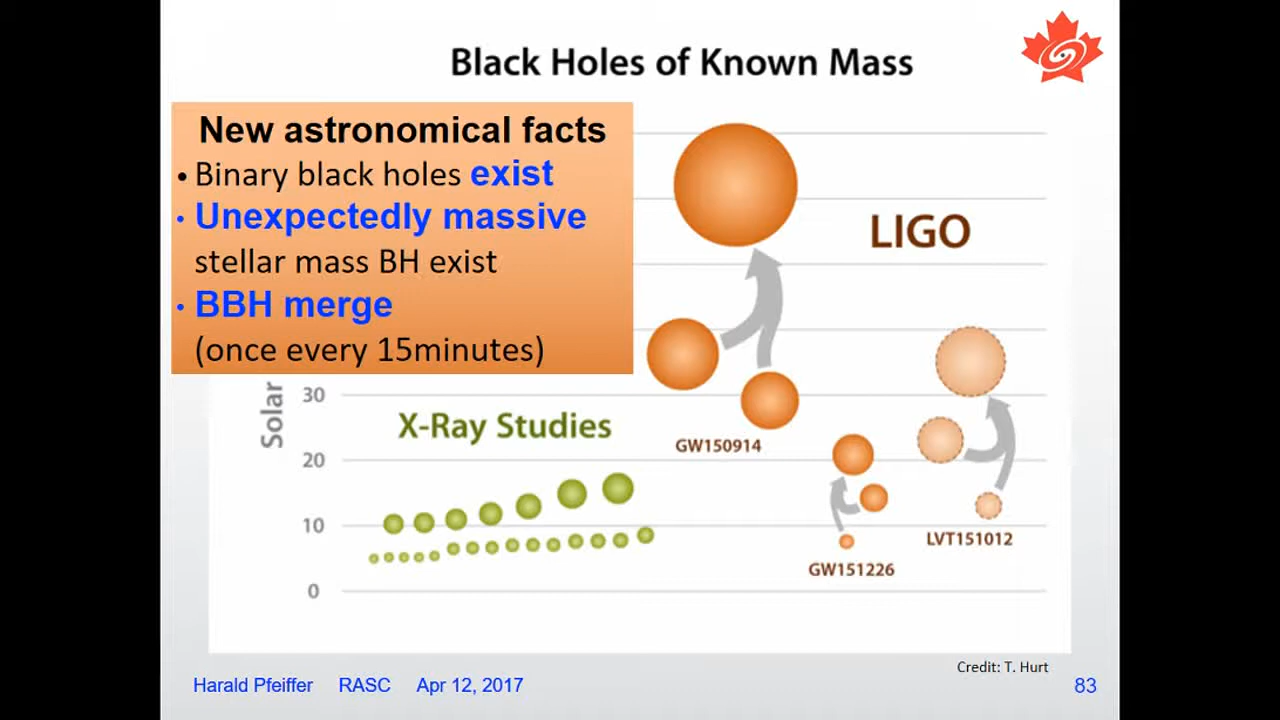 Black Holes of Known Mass
New astronomical facts
• Binary black holes exist
• Unexpectedly massive
stellar mass BH exist
• BBH merge
(once every 15minutes)
LIGO
Solar
30
20
10
0
X-Ray Studies
GW150914
GW151226
LVT151012
Credit: T. Hurt
Harald Pfeiffer RASC Apr 12, 2017
83